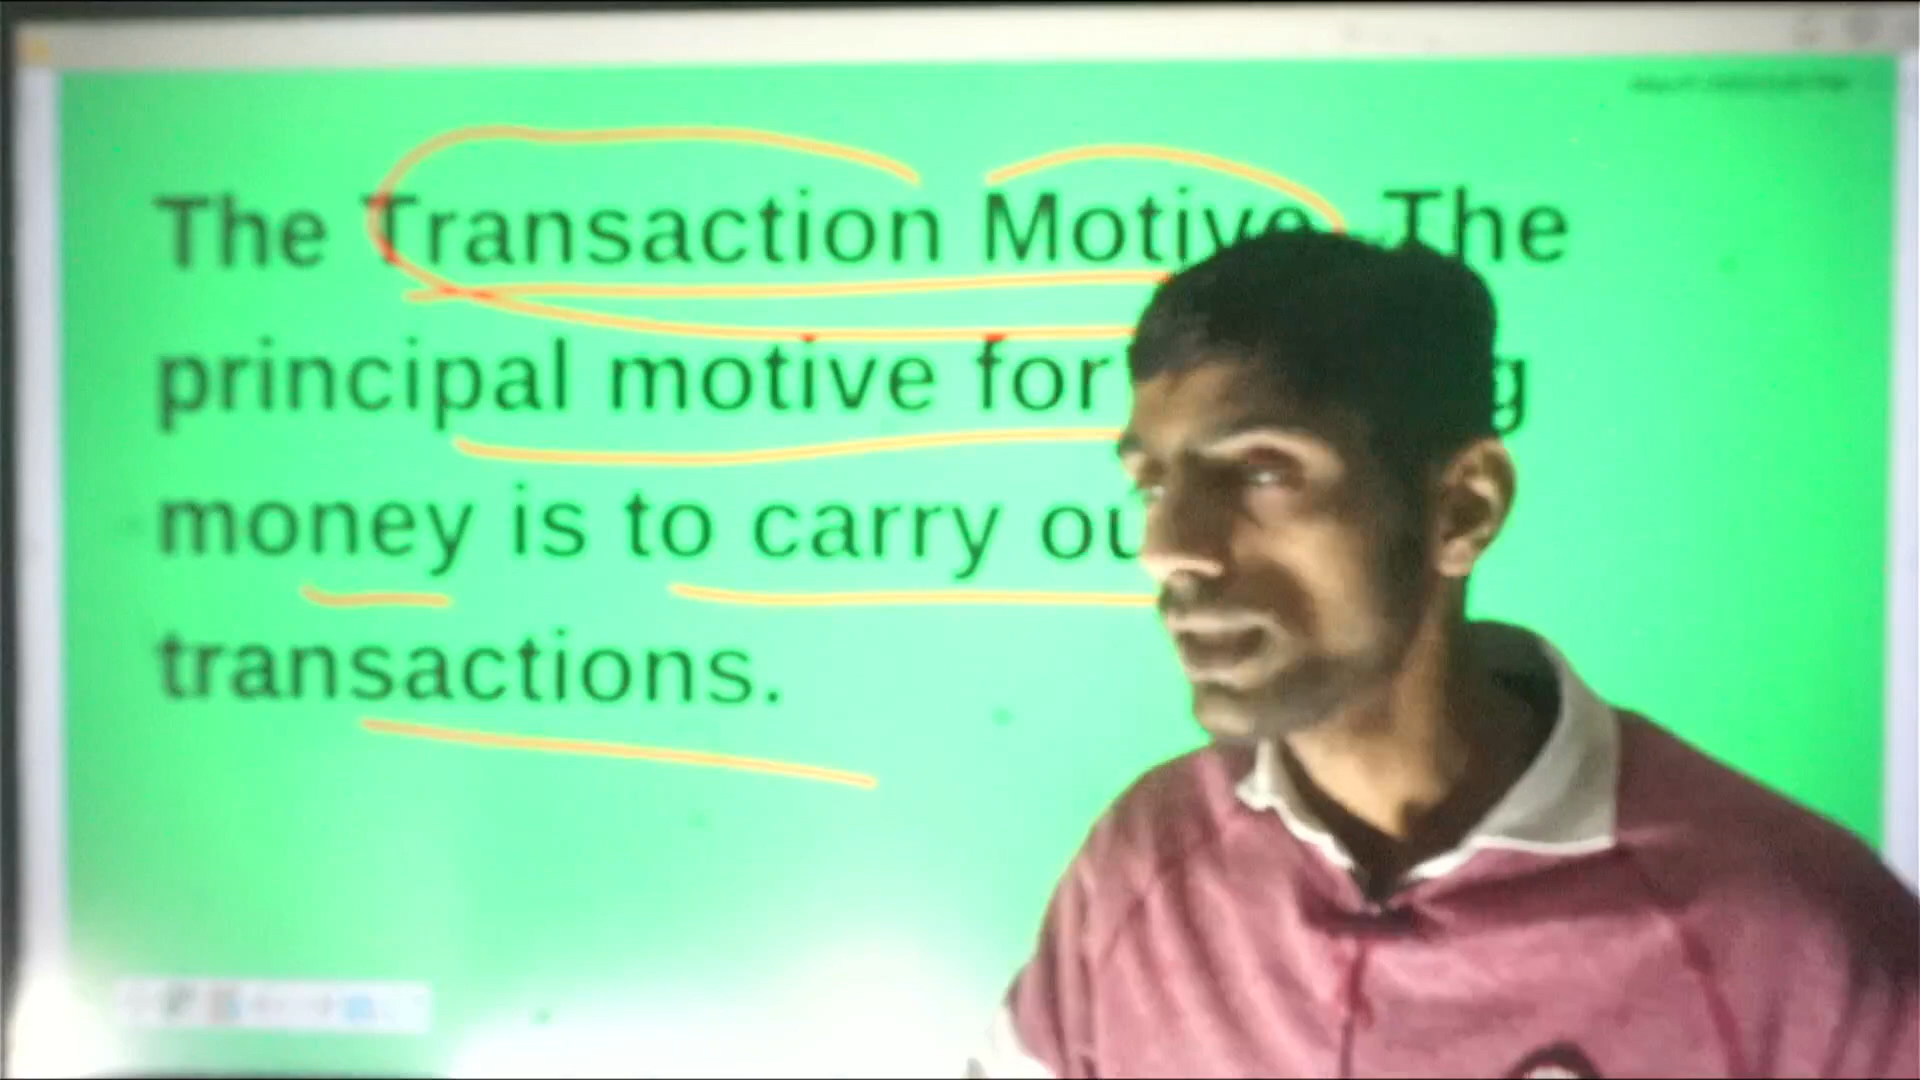 The Transaction Motive The
principal motive for
money is to carry ou
transactions.